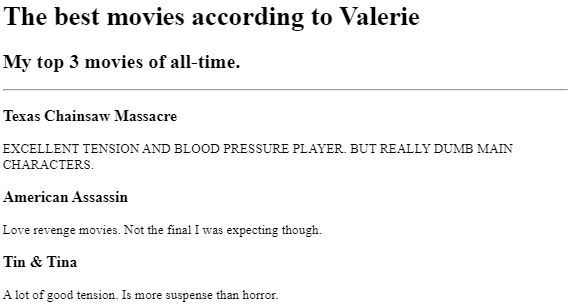 The best movies according to Valerie
My top 3 movies of all-time.
Texas Chainsaw Massacre
EXCELLENT TENSION AND BLOOD PRESSURE PLAYER. BUT REALLY DUMB MAIN
CHARACTERS.
American Assassin
Love revenge movies. Not the final I was expecting though.
Tin & Tina
A lot of good tension. Is more suspense than horror.